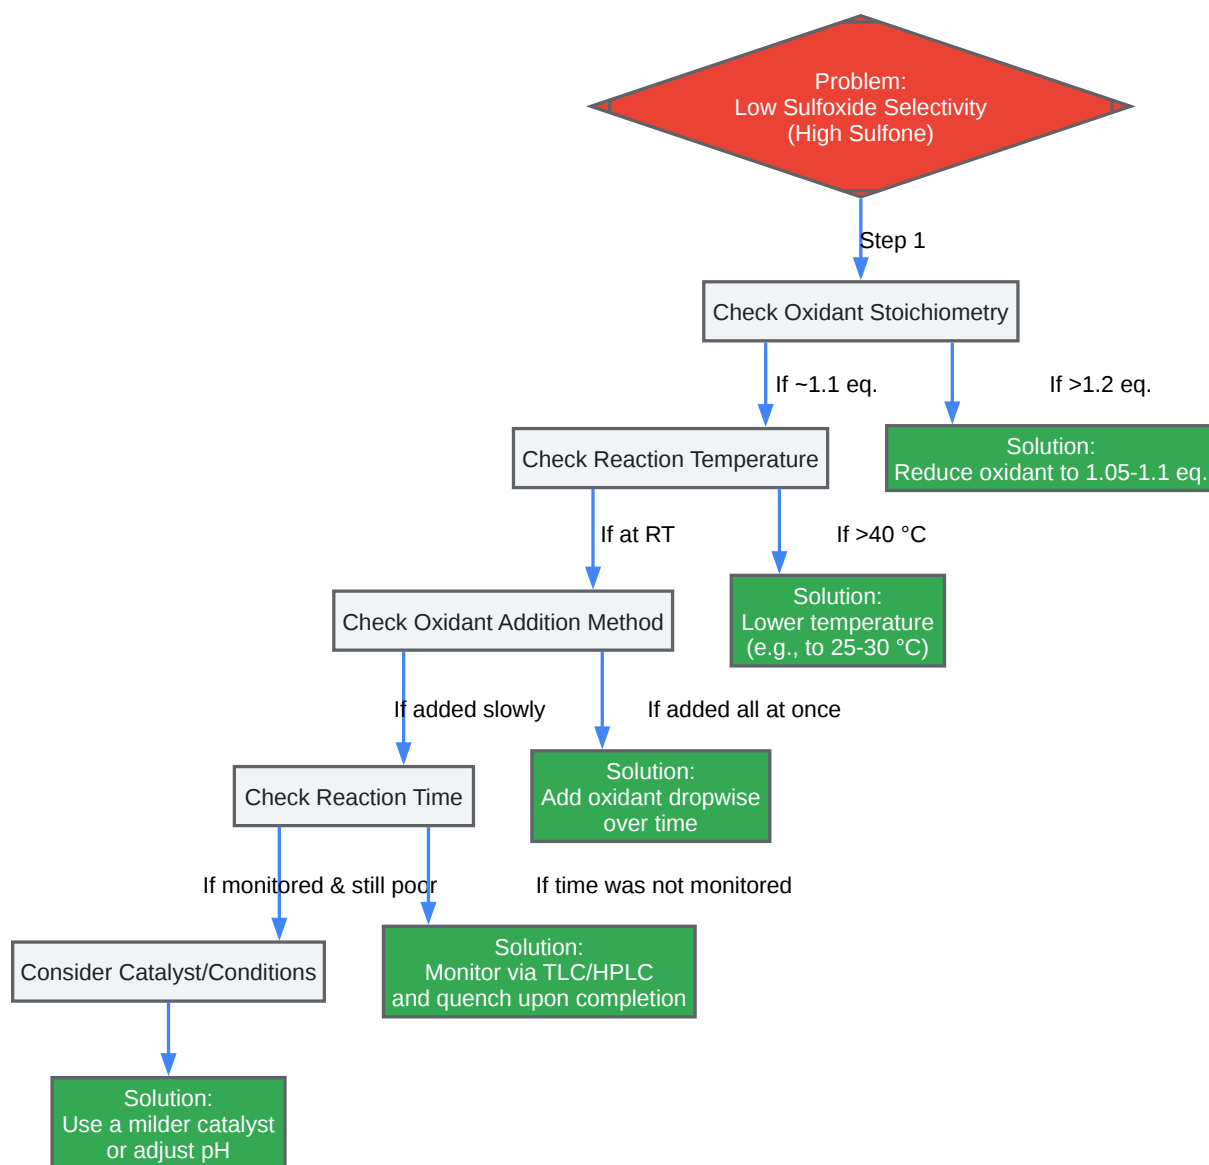 Problem:
Low Sulfoxide Selectivity
(High Sulfone)
Step 1
Check Oxidant Stoichiometry
If ~1.1 eq.
If >1.2 eq.
Check Reaction Temperature
Solution:
Reduce oxidant to 1.05-1.1 eq.
If at RT
If >40 °C
Check Oxidant Addition Method
Solution:
Lower temperature
(e.g., to 25-30 °C)
If added slowly
If added all at once
Check Reaction Time
Solution:
Add oxidant dropwise
over time
If monitored & still poor
If time was not monitored
Consider Catalyst/Conditions
Solution:
Monitor via TLC/HPLC
and quench upon completion
Solution:
Use a milder catalyst
or adjust pH